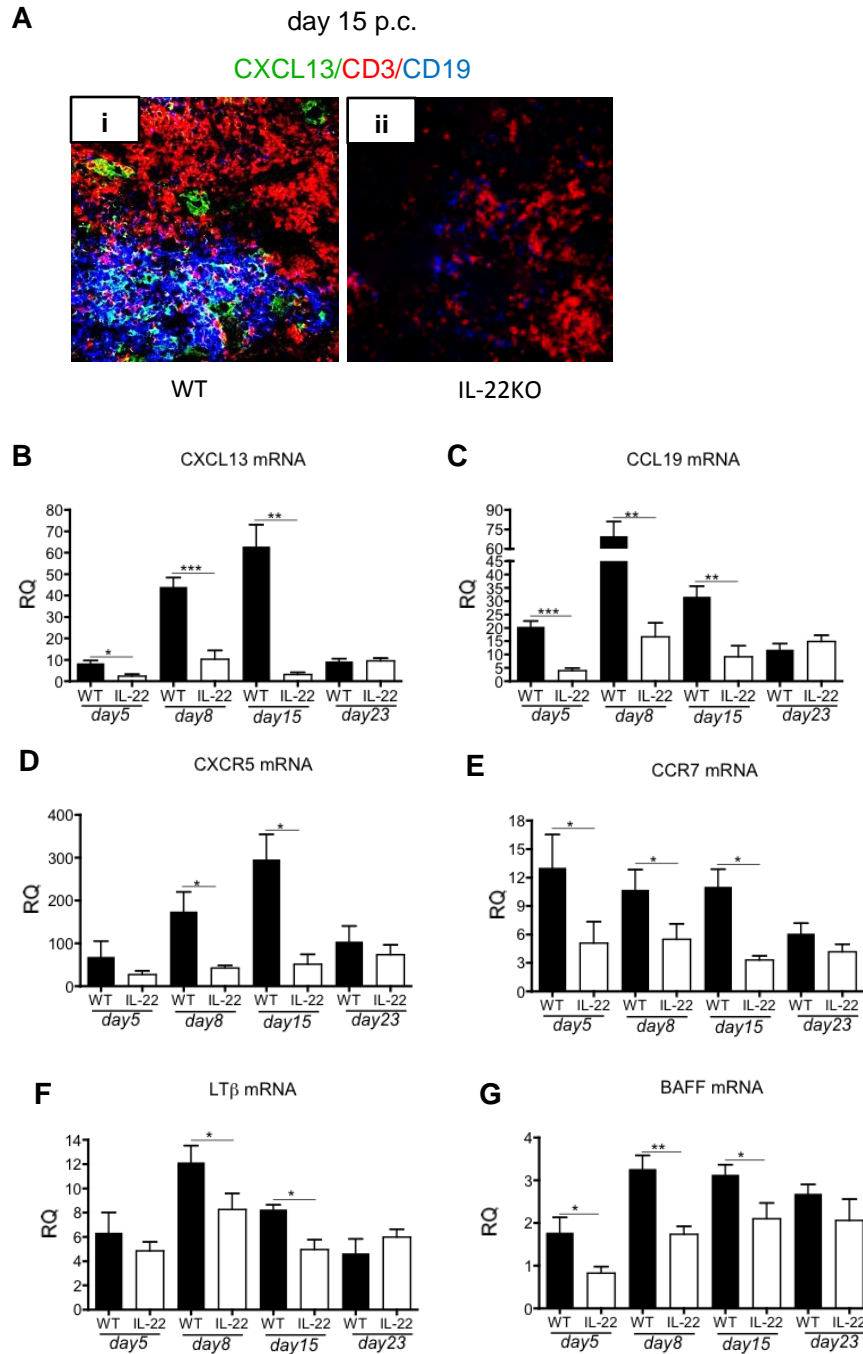 A
day 15 p.c.
CXCL13/CD3/CD19
i
ii
WT
IL-22KO
B
CXCL13 mRNA
RQ
80
70
60
50
40
30
20
10
0
*
***
**
WT IL-22 WT IL-22 WT IL-22 WT IL-22
day5 day8 day15 day23
C
CCL19 mRNA
RQ
90
75
60
45
40
35
30
25
20
15
10
5
0
***
**
**
WT IL-22 WT IL-22 WT IL-22 WT IL-22
day5 day8 day15 day23
D
CXCR5 mRNA
RQ
400
300
200
100
0
*
*
WT IL-22 WT IL-22 WT IL-22 WT IL-22
day5 day8 day15 day23
E
CCR7 mRNA
RQ
18
15
12
9
6
3
0
*
*
*
WT IL-22 WT IL-22 WT IL-22 WT IL-22
day5 day8 day15 day23
F
LTβ mRNA
RQ
14
12
10
8
6
4
2
0
*
*
WT IL-22 WT IL-22 WT IL-22 WT IL-22
day5 day8 day15 day23
G
BAFF mRNA
RQ
4
3
2
1
0
*
**
*
WT IL-22 WT IL-22 WT IL-22 WT IL-22
day5 day8 day15 day23